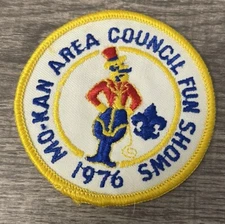 MO-KAN AREA COUNCIL FUN SHOWS
1976